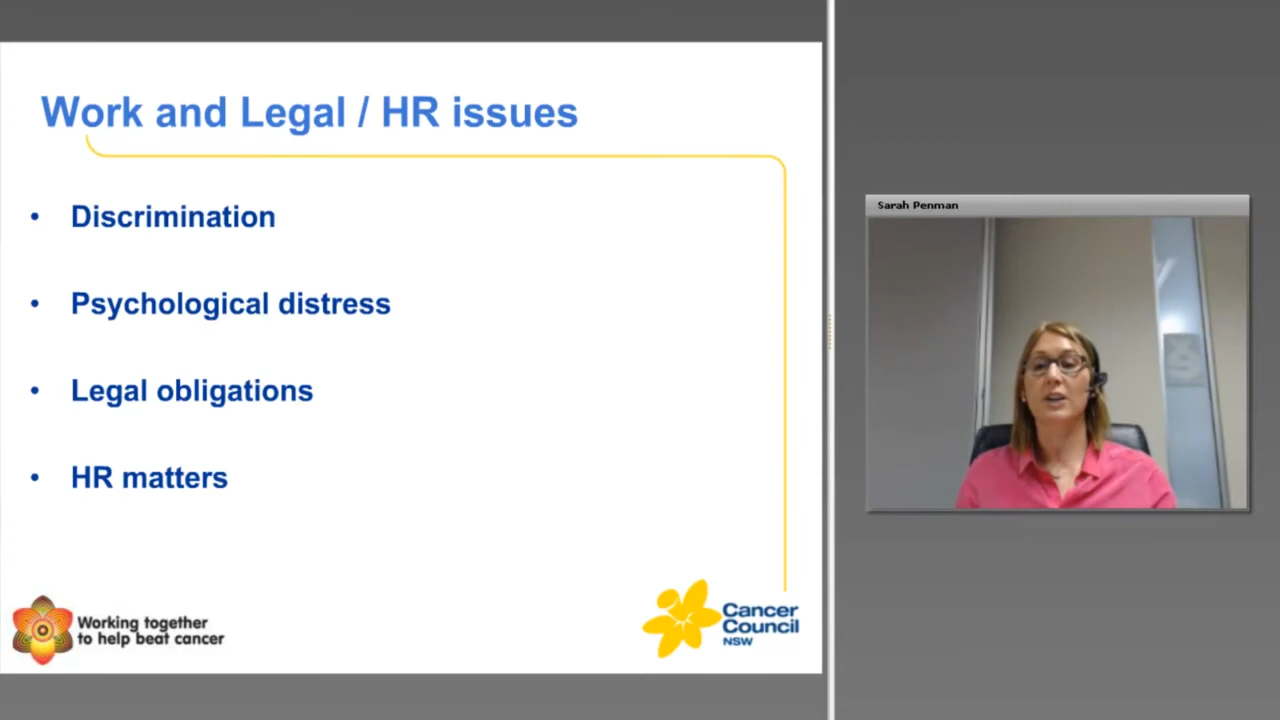 Work and Legal / HR issues
• Discrimination
• Psychological distress
• Legal obligations
• HR matters
Working together
to help beat cancer
Cancer
Council
NSW
Sarah Penman